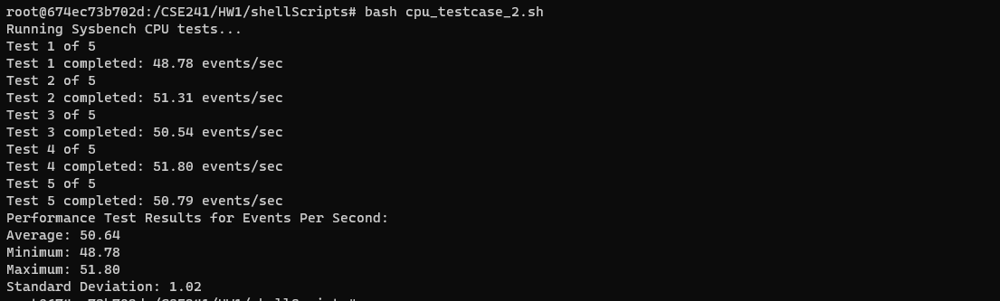 root@674ec73b702d:/CSE241/HW1/shellScripts# bash cpu_testcase_2.sh
Running Sysbench CPU tests...
Test 1 of 5
Test 1 completed: 48.78 events/sec
Test 2 of 5
Test 2 completed: 51.31 events/sec
Test 3 of 5
Test 3 completed: 50.54 events/sec
Test 4 of 5
Test 4 completed: 51.80 events/sec
Test 5 of 5
Test 5 completed: 50.79 events/sec
Performance Test Results for Events Per Second:
Average: 50.64
Minimum: 48.78
Maximum: 51.80
Standard Deviation: 1.02